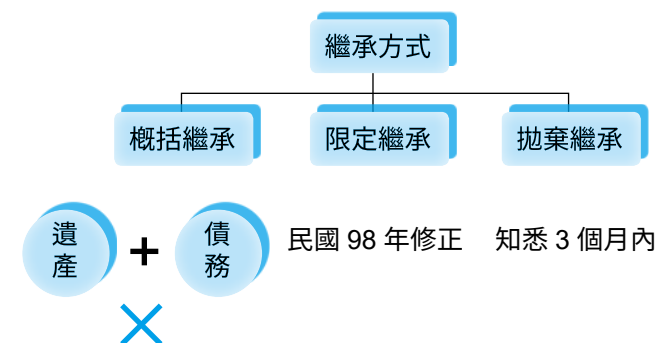 繼承方式
概括繼承
限定繼承
拋棄繼承
遺產
+
債務
民國 98 年修正
知悉 3 個月內